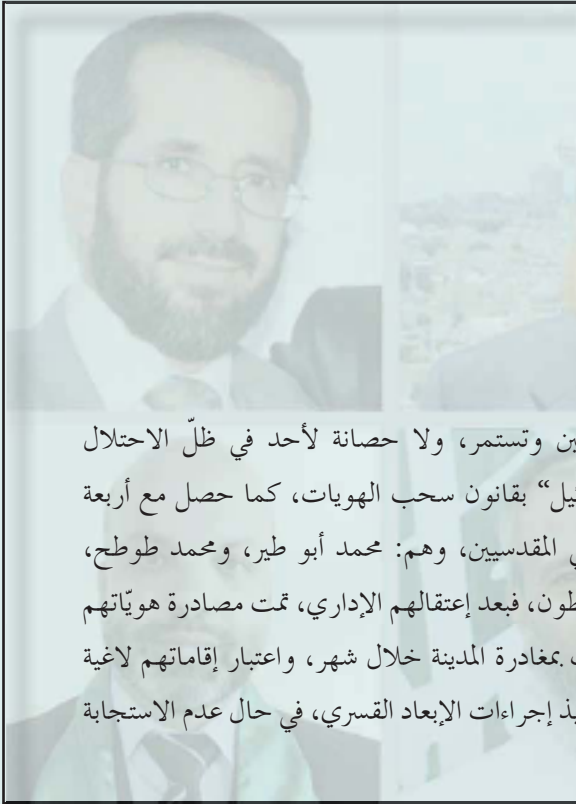 ين وتستمر، ولا حصانة لأحد في ظلّ الاحتلال
ئيل“ بقانون سحب الهويات، كما حصل مع أربعة
المقدسيين، وهم: محمد أبو طير، ومحمد طوطح،
طون، فبعد إعتقالهم الإداري، تمت مصادرة هويّاتهم
بمغادرة المدينة خلال شهر، واعتبار إقاماتهم لاغية
يذ إجراءات الإبعاد القسري، في حال عدم الاستجابة